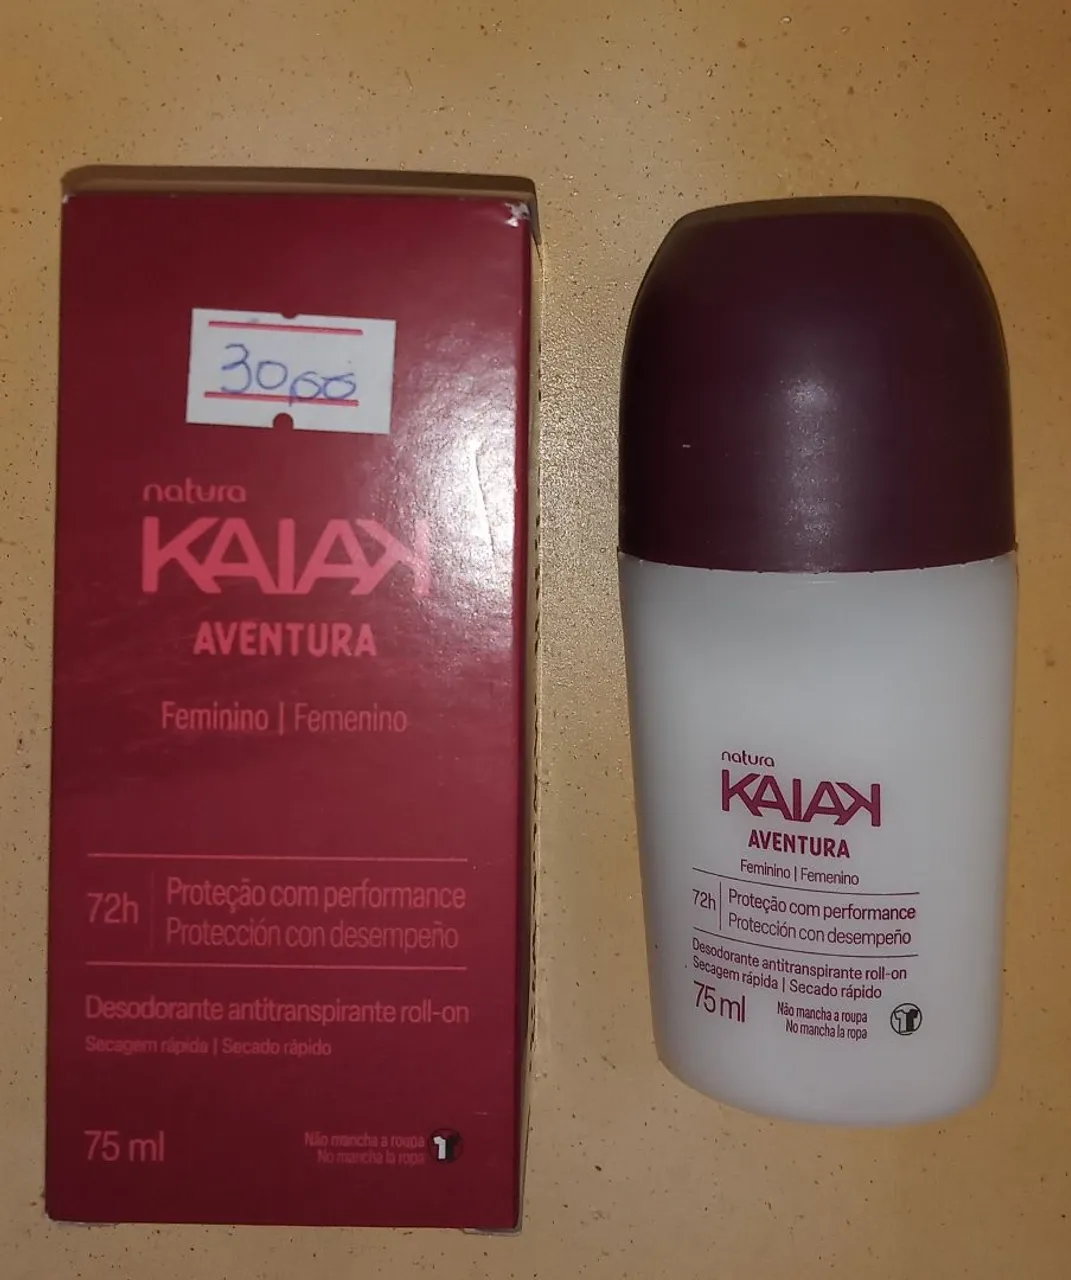 30,00
natura
KAIAK
AVENTURA
Feminino | Femenino
72h
Proteção com performance
Protección con desempeño
Desodorante antitranspirante roll-on
Secagem rápida | Secado rápido
75 ml
Não mancha a roupa
No mancha la ropa
natura
KAIAK
AVENTURA
Feminino | Femenino
72h
Proteção com performance
Protección con desempeño
Desodorante antitranspirante roll-on
Secagem rápida | Secado rápido
75 ml
Não mancha a roupa
No mancha la ropa